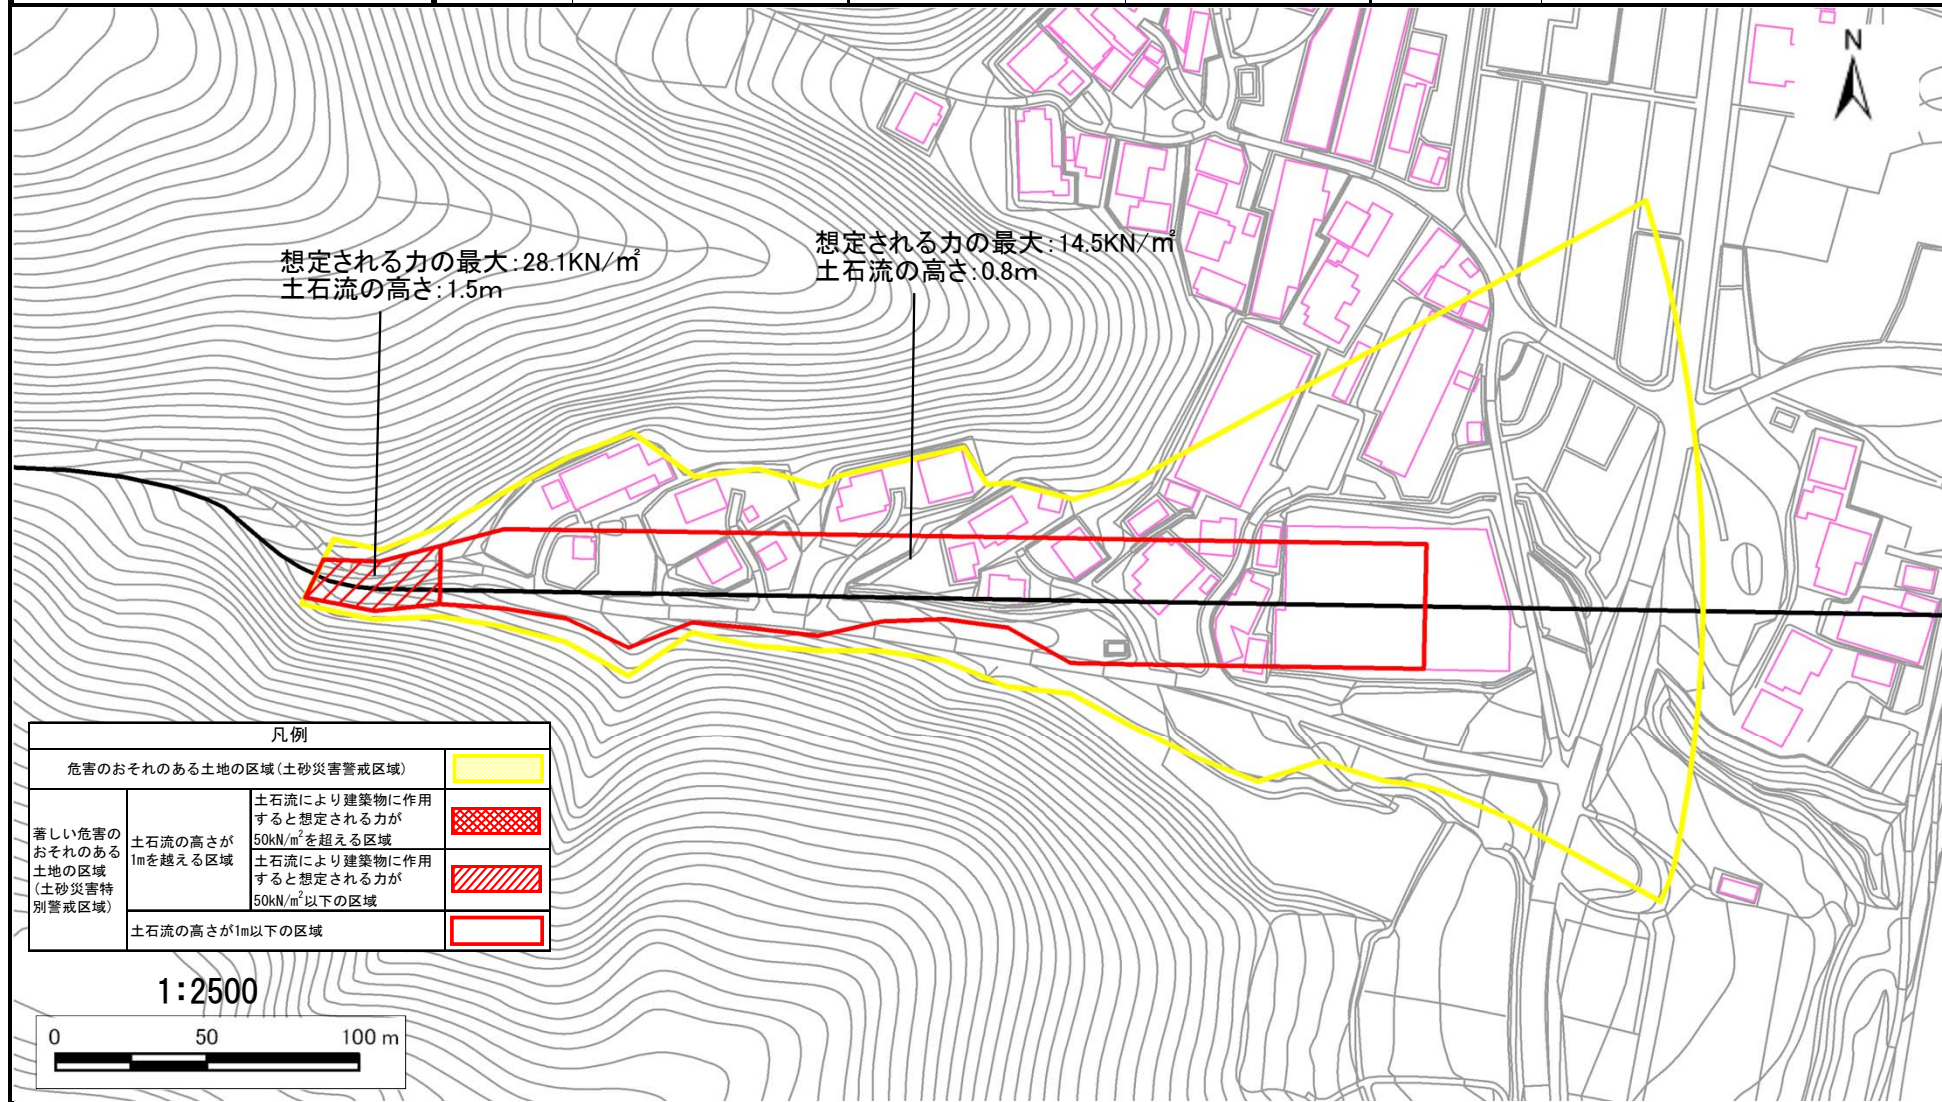 N
想定される力の最大:28.1KN/㎡
土石流の高さ:1.5m
想定される力の最大:14.5KN/㎡
土石流の高さ:0.8m
凡例
危害のおそれのある土地の区域(土砂災害警戒区域)
著しい危害の
おそれのある
土地の区域
(土砂災害特
別警戒区域)
土石流の高さが
1mを越える区域
土石流により建築物に作用
すると想定される力が
50kN/m²を超える区域
土石流により建築物に作用
すると想定される力が
50kN/m²以下の区域
土石流の高さが1m以下の区域
1:2500
0 50 100 m